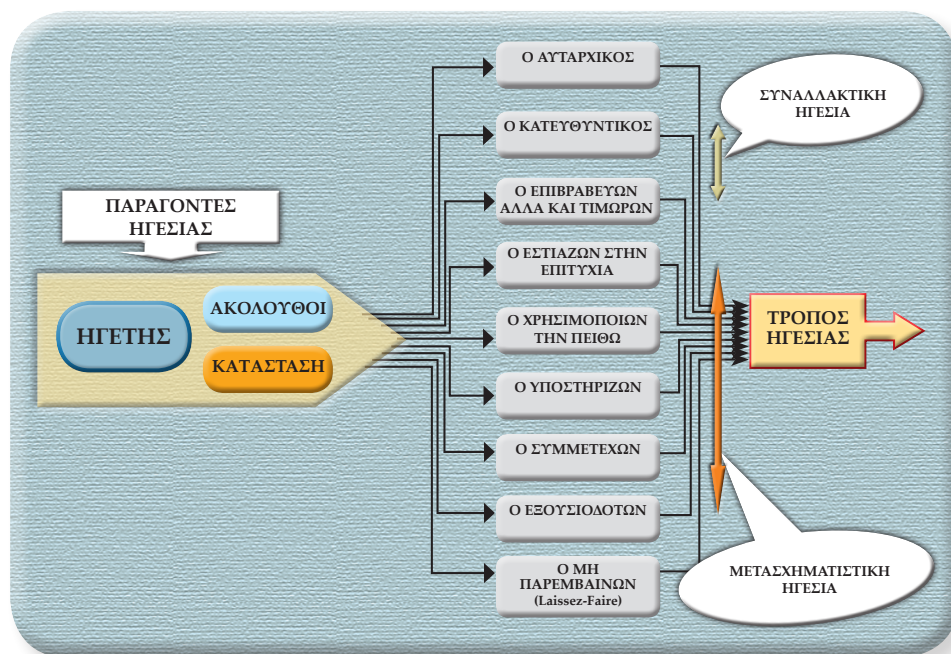 ΠΑΡΑΓΟΝΤΕΣ
ΗΓΕΣΙΑΣ
ΗΓΕΤΗΣ
ΑΚΟΛΟΥΘΟΙ
ΚΑΤΑΣΤΑΣΗ
Ο ΑΥΤΑΡΧΙΚΟΣ
Ο ΚΑΤΕΥΘΥΝΤΙΚΟΣ
Ο ΕΠΙΒΡΑΒΕΥΩΝ
ΑΛΛΑ ΚΑΙ ΤΙΜΩΡΩΝ
Ο ΕΣΤΙΑΖΩΝ ΣΤΗΝ
ΕΠΙΤΥΧΙΑ
Ο ΧΡΗΣΙΜΟΠΟΙΩΝ
ΤΗΝ ΠΕΙΘΩ
Ο ΥΠΟΣΤΗΡΙΖΩΝ
Ο ΣΥΜΜΕΤΕΧΩΝ
Ο ΕΞΟΥΣΙΟΔΟΤΩΝ
Ο ΜΗ
ΠΑΡΕΜΒΑΙΝΩΝ
(Laissez-Faire)
ΣΥΝΑΛΛΑΚΤΙΚΗ
ΗΓΕΣΙΑ
ΤΡΟΠΟΣ
ΗΓΕΣΙΑΣ
ΜΕΤΑΣΧΗΜΑΤΙΣΤΙΚΗ
ΗΓΕΣΙΑ